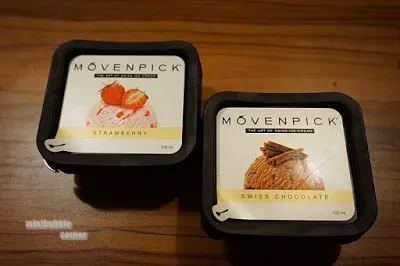 MÖVENPICK
THE ART OF SWISS ICE CREAM
STRAWBERRY
100 ml
MÖVENPICK
THE ART OF SWISS ICE CREAM
SWISS CHOCOLATE
100 ml
minibubble
corner